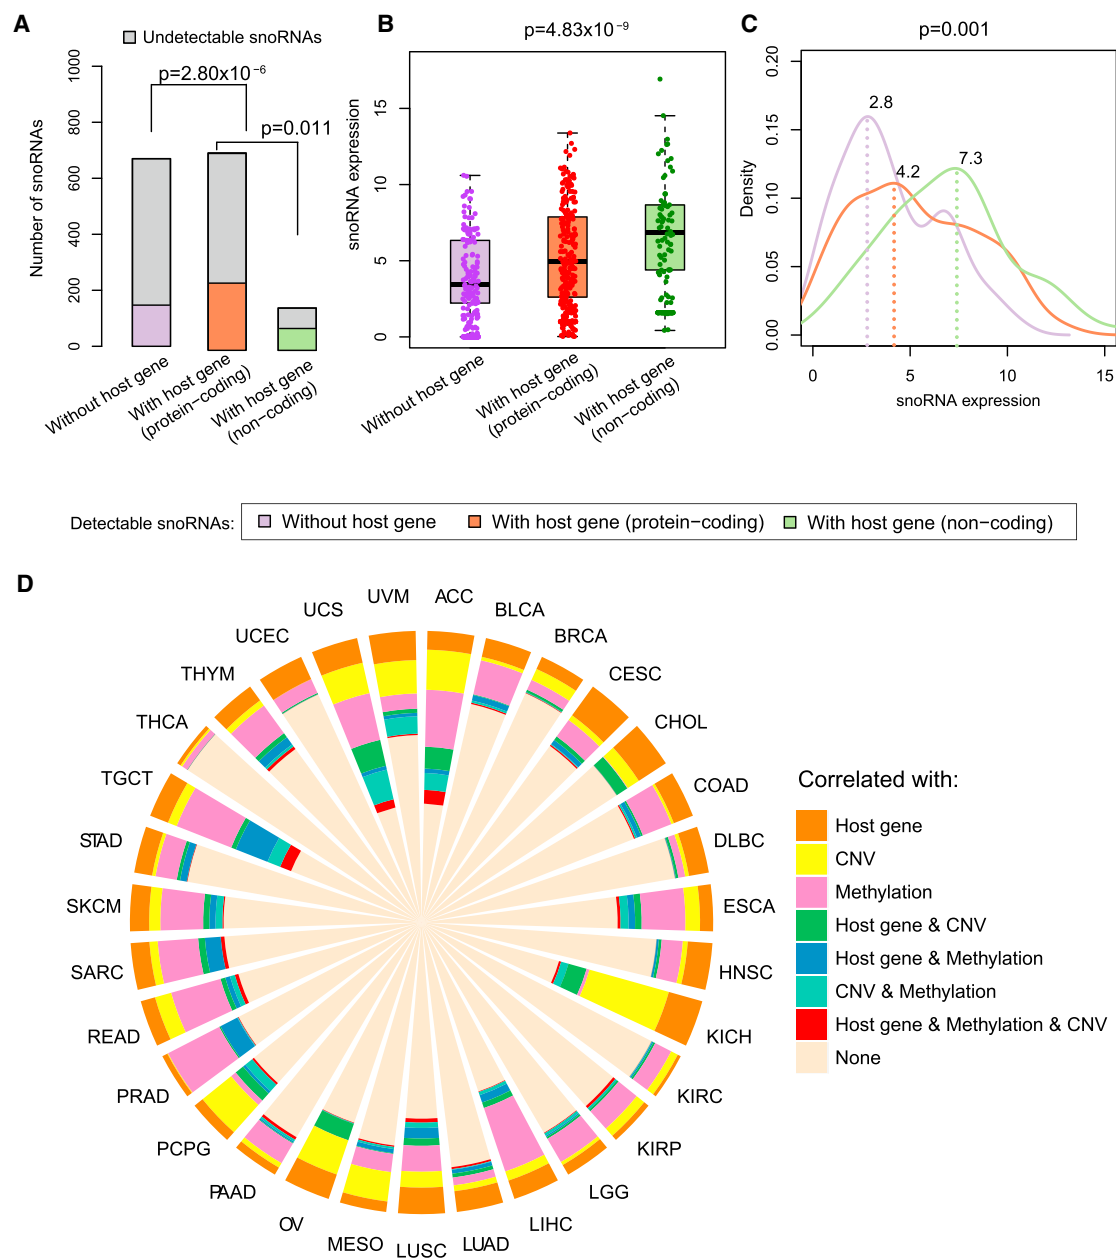 A
Undetectable snoRNAs
p=2.80x10⁻⁶
p=0.011
Number of snoRNAs
1000
800
600
400
200
0
Without host gene
With host gene
(protein−coding)
With host gene
(non−coding)
B
p=4.83x10⁻⁹
snoRNA expression
15
10
5
0
Without host gene
With host gene
(protein−coding)
With host gene
(non−coding)
C
p=0.001
Density
0.20
0.15
0.10
0.05
0.00
2.8
4.2
7.3
0 5 10 15
snoRNA expression
Detectable snoRNAs: Without host gene With host gene (protein−coding) With host gene (non−coding)
D
ACC
BLCA
BRCA
CESC
CHOL
COAD
DLBC
ESCA
HNSC
KICH
KIRC
KIRP
LGG
LIHC
LUAD
LUSC
MESO
OV
PAAD
PCPG
PRAD
READ
SARC
SKCM
STAD
TGCT
THCA
THYM
UCEC
UCS
UVM
Correlated with:
Host gene
CNV
Methylation
Host gene & CNV
Host gene & Methylation
CNV & Methylation
Host gene & Methylation & CNV
None